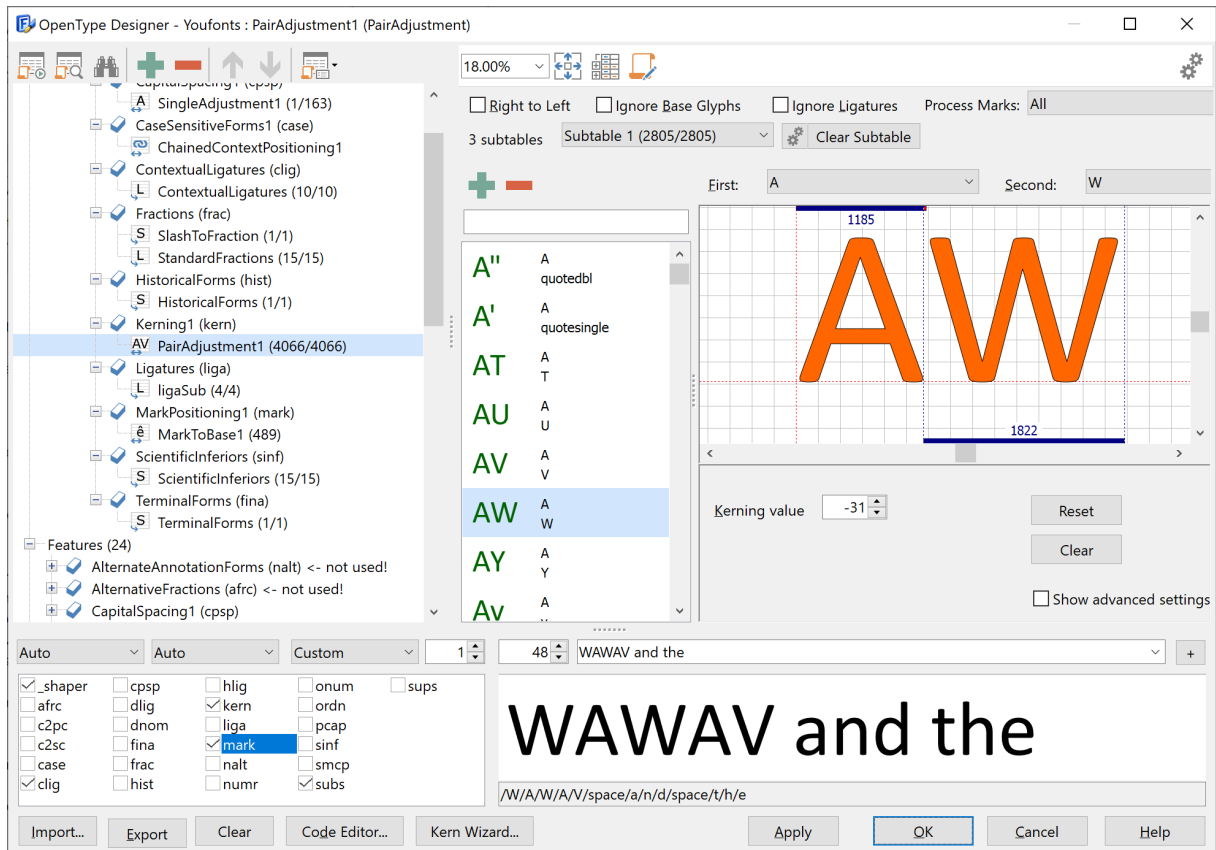 OpenType Designer - Youfonts : PairAdjustment1 (PairAdjustment)
18.00%
CapitalSpacing1 (cpsp)
SingleAdjustment1 (1/163)
CaseSensitiveForms1 (case)
ChainedContextPositioning1
ContextualLigatures (clig)
ContextualLigatures (10/10)
Fractions (frac)
SlashToFraction (1/1)
StandardFractions (15/15)
HistoricalForms (hist)
HistoricalForms (1/1)
Kerning1 (kern)
PairAdjustment1 (4066/4066)
Ligatures (liga)
ligaSub (4/4)
MarkPositioning1 (mark)
MarkToBase1 (489)
ScientificInferiors (sinf)
ScientificInferiors (15/15)
TerminalForms (fina)
TerminalForms (1/1)
Features (24)
AlternateAnnotationForms (nalt) <- not used!
AlternativeFractions (afrc) <- not used!
CapitalSpacing1 (cpsp)
Right to Left Ignore Base Glyphs Ignore Ligatures Process Marks: All
3 subtables Subtable 1 (2805/2805) Clear Subtable
First: A Second: W
A" A
quotedbl
A' A
quotesingle
AT A
T
AU A
U
AV A
V
AW A
W
AY A
Y
Av A
1185
AW
1822
Kerning value -31 Reset
Clear
Show advanced settings
Auto Auto Custom 1 48 WAWAV and the +
_shaper cpsp hlig onum sups
afrc dlig kern ordn
c2pc dnom liga pcap
c2sc fina mark sinf
case frac nalt smcp
clig hist numr subs
WAWAV and the
/W/A/W/A/V/space/a/n/d/space/t/h/e
Import... Export Clear Code Editor... Kern Wizard... Apply OK Cancel Help